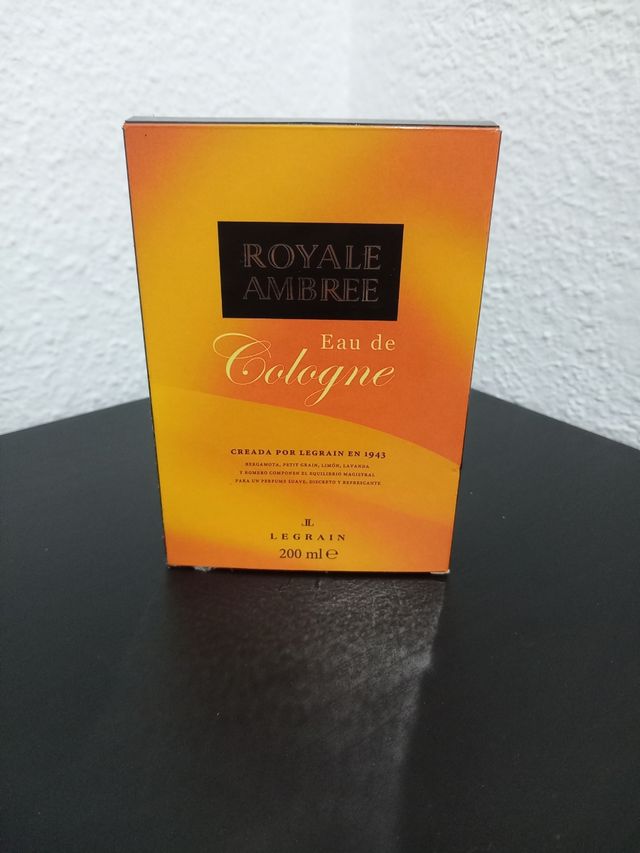 ROYALE
AMBREE
Eau de
Cologne
CREADA POR LEGRAIN EN 1943
BERGAMOTA, PETIT GRAIN, LIMÓN, LAVANDA
Y ROMERO COMPONEN EL EQUILIBRIO MAGISTRAL
PARA UN PERFUME SUAVE, DISCRETO Y REFRESCANTE
LEGRAIN
200 ml ℮